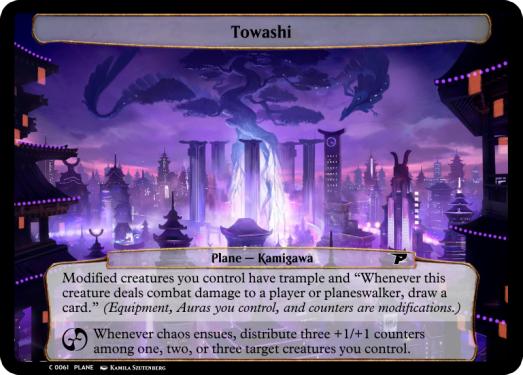 Towashi
Plane — Kamigawa
Modified creatures you control have trample and “Whenever this
creature deals combat damage to a player or planeswalker, draw a
card.” (Equipment, Auras you control, and counters are modifications.)
Whenever chaos ensues, distribute three +1/+1 counters
among one, two, or three target creatures you control.
C 0061 PLANE KAMILA SZUTENBERG